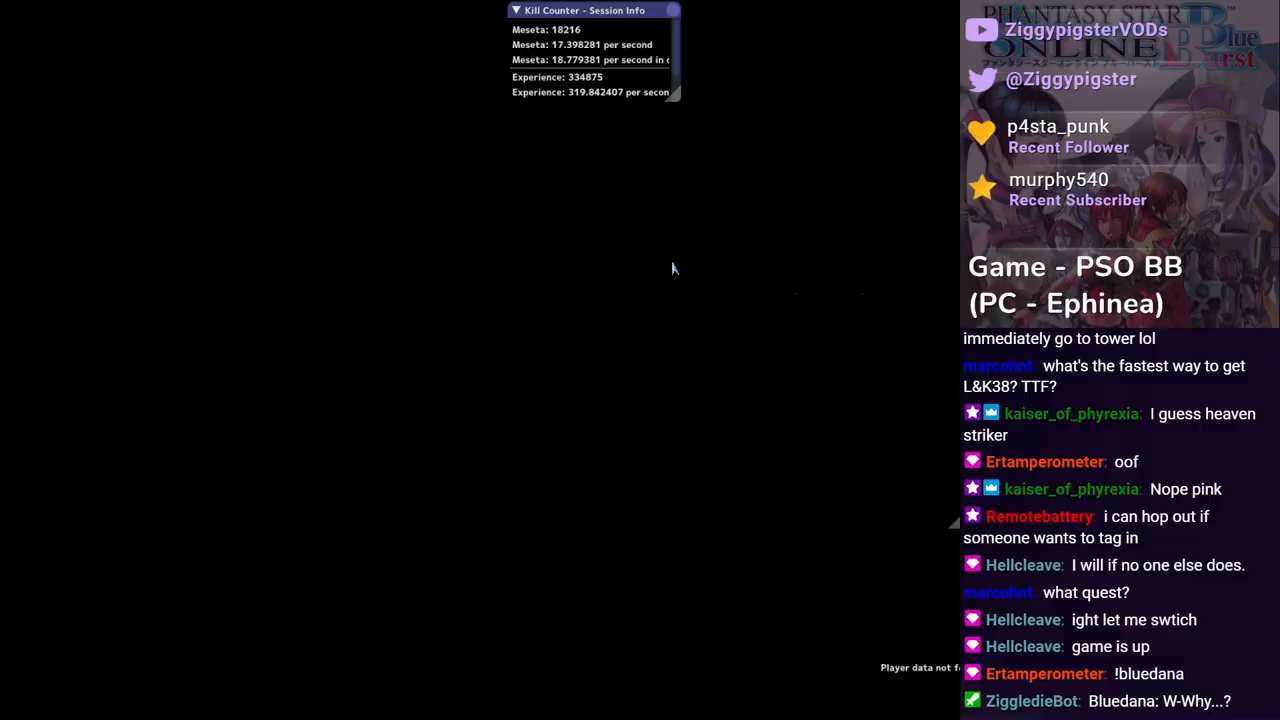 Kill Counter - Session Info
Meseta: 18216
Meseta: 17.398281 per second
Meseta: 18.779381 per second in
Experience: 334875
Experience: 319.842407 per secon
Player data not f
PHANTASY STAR
ONLINE Blue
Burst
ZiggypigsterVODs
@Ziggypigster
p4sta_punk
Recent Follower
murphy540
Recent Subscriber
Game - PSO BB
(PC - Ephinea)
immediately go to tower lol
marcohnt what's the fastest way to get
L&K38? TTF?
kaiser_of_phyrexia: I guess heaven
striker
Ertamperometer: oof
kaiser_of_phyrexia: Nope pink
Remotebattery: i can hop out if
someone wants to tag in
Hellcleave: I will if no one else does.
marcohnt what quest?
Hellcleave: ight let me swtich
Hellcleave: game is up
Ertamperometer: !bluedana
ZiggledieBot: Bluedana: W-Why...?